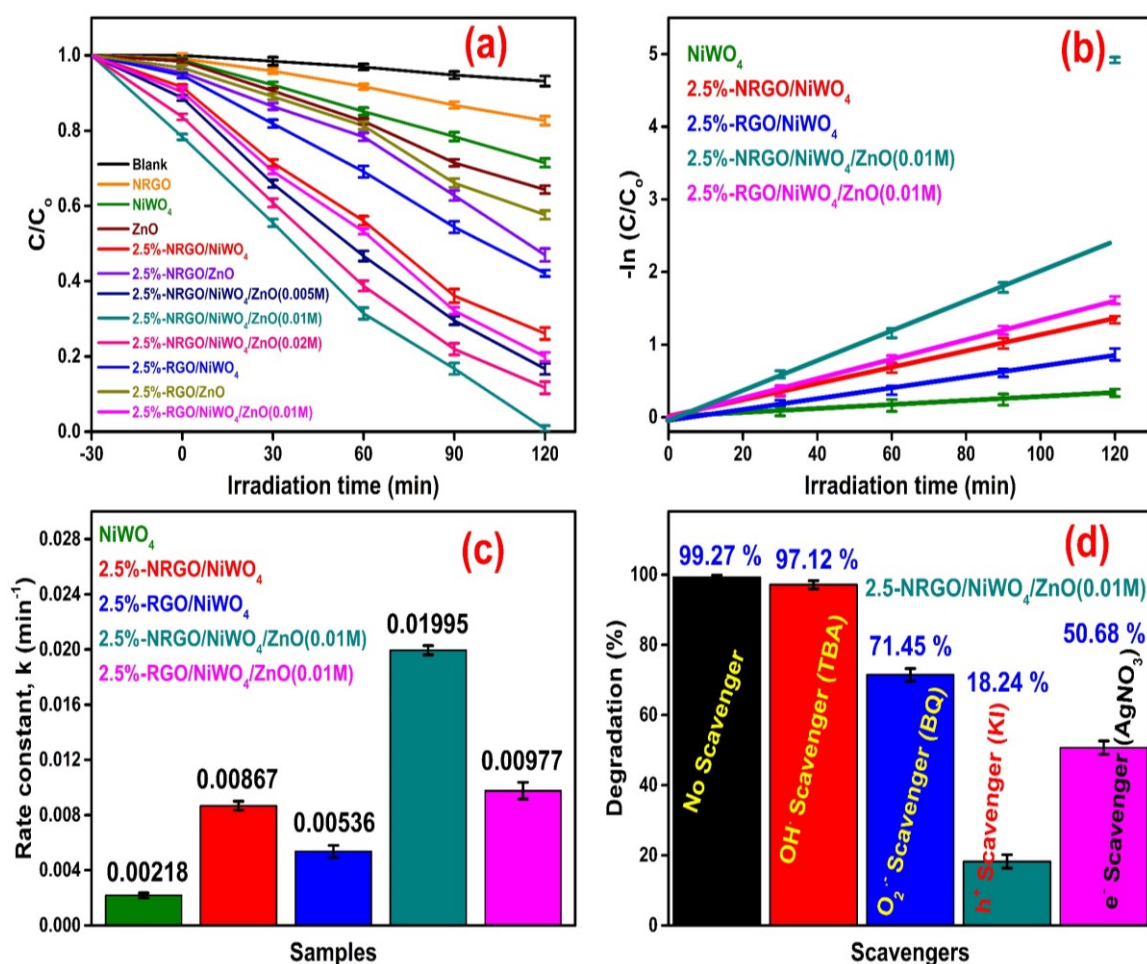 (a)
C/Co
1.0
0.8
0.6
0.4
0.2
0.0
Blank
NRGO
NiWO4
ZnO
2.5%-NRGO/NiWO4
2.5%-NRGO/ZnO
2.5%-NRGO/NiWO4/ZnO(0.005M)
2.5%-NRGO/NiWO4/ZnO(0.01M)
2.5%-NRGO/NiWO4/ZnO(0.02M)
2.5%-RGO/NiWO4
2.5%-RGO/ZnO
2.5%-RGO/NiWO4/ZnO(0.01M)
-30 0 30 60 90 120
Irradiation time (min)
(b)
-ln (C/Co)
5
4
3
2
1
0
NiWO4
2.5%-NRGO/NiWO4
2.5%-RGO/NiWO4
2.5%-NRGO/NiWO4/ZnO(0.01M)
2.5%-RGO/NiWO4/ZnO(0.01M)
0 20 40 60 80 100 120
Irradiation time (min)
(c)
Rate constant, k (min-1)
0.028
0.024
0.020
0.016
0.012
0.008
0.004
0.000
NiWO4
2.5%-NRGO/NiWO4
2.5%-RGO/NiWO4
2.5%-NRGO/NiWO4/ZnO(0.01M)
2.5%-RGO/NiWO4/ZnO(0.01M)
0.00218
0.00867
0.00536
0.01995
0.00977
Samples
(d)
Degradation (%)
100
80
60
40
20
0
99.27 %
97.12 %
2.5-NRGO/NiWO4/ZnO(0.01M)
71.45 %
18.24 %
50.68 %
No Scavenger
OH· Scavenger (TBA)
O2·- Scavenger (BQ)
h+ Scavenger (KI)
e- Scavenger (AgNO3)
Scavengers